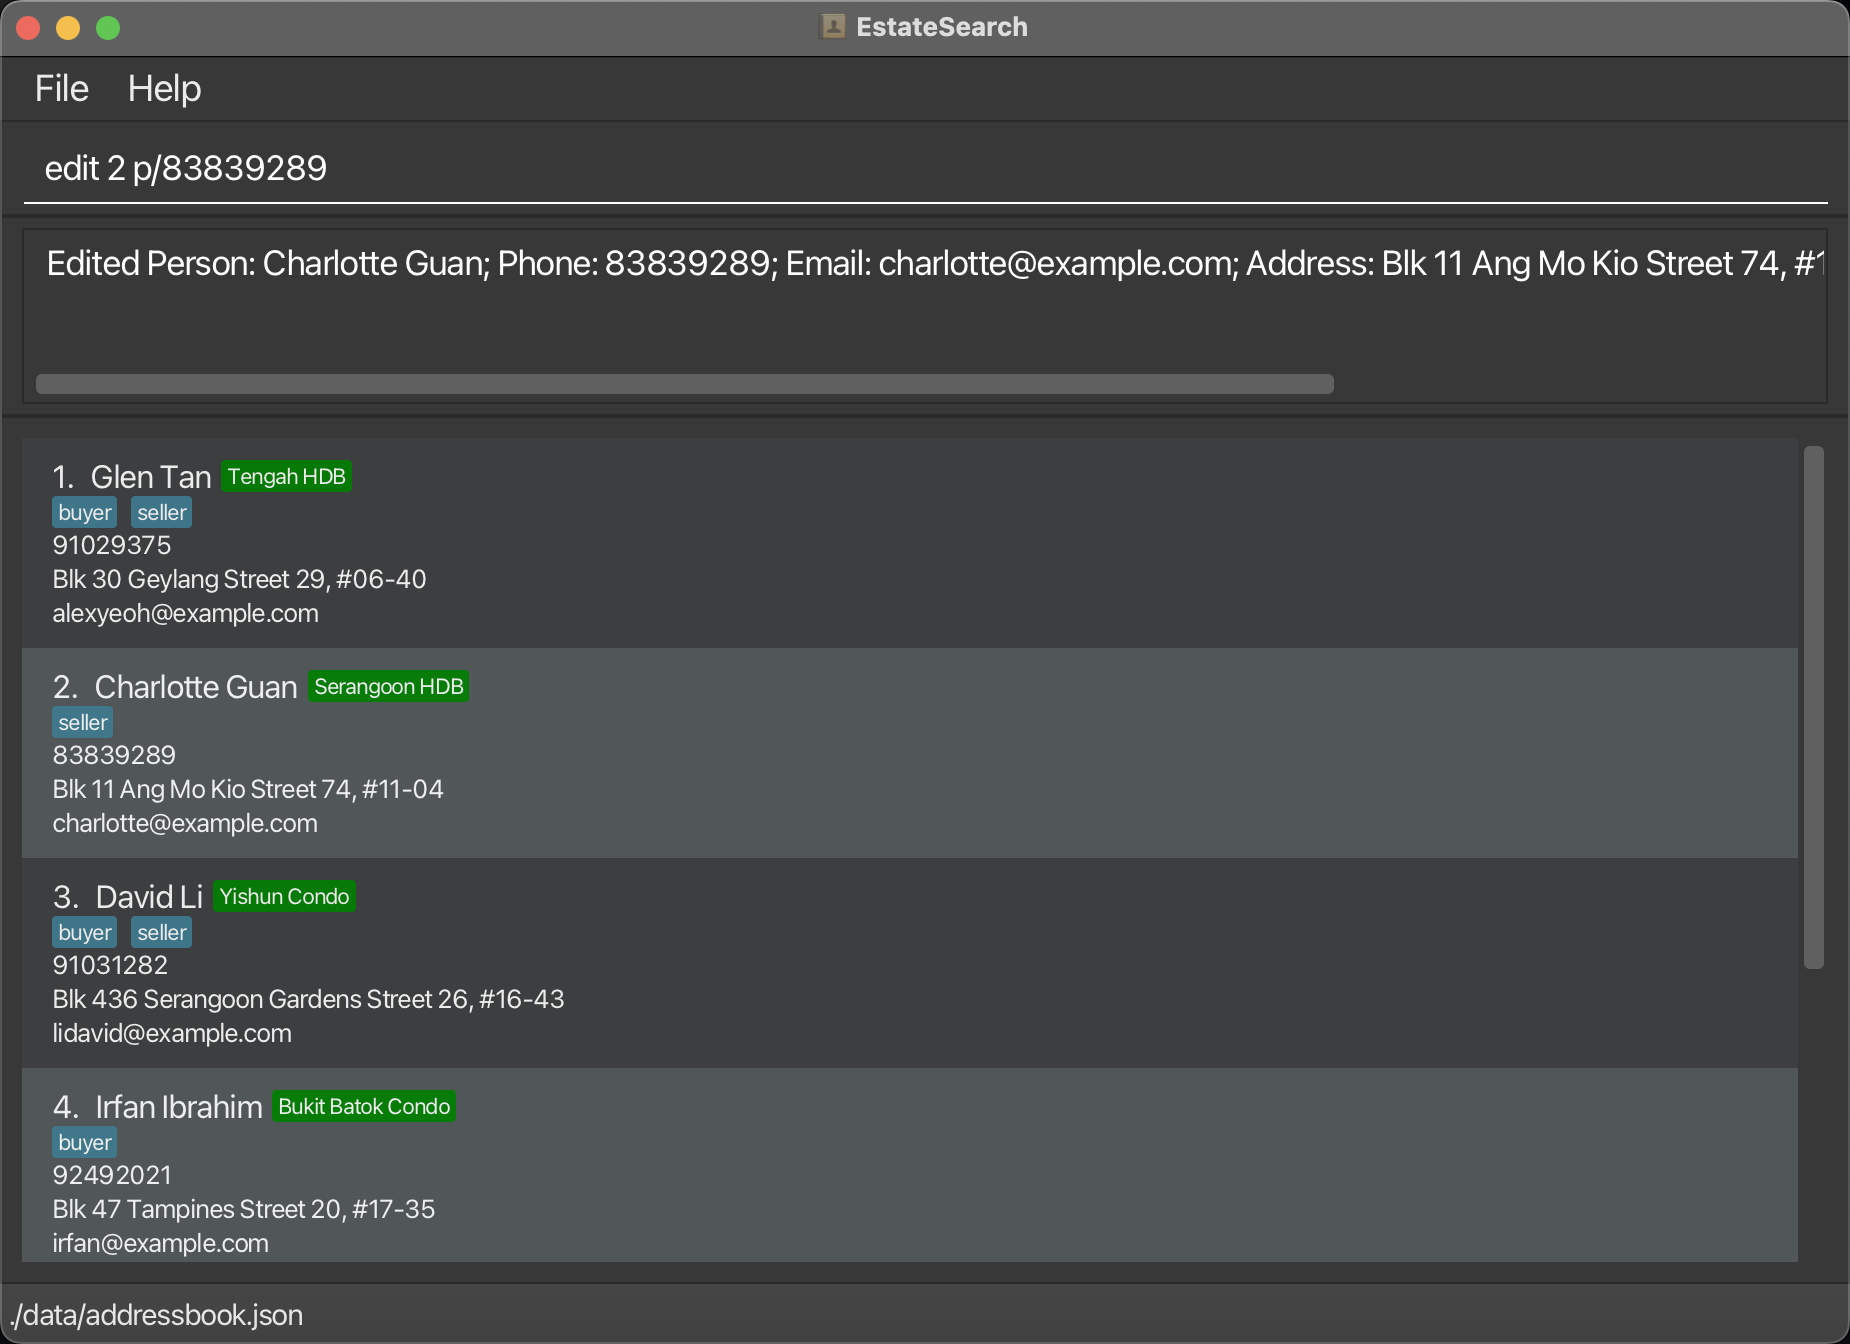 EstateSearch
File Help
edit 2 p/83839289
Edited Person: Charlotte Guan; Phone: 83839289; Email: charlotte@example.com; Address: Blk 11 Ang Mo Kio Street 74, #1
1. Glen Tan Tengah HDB
buyer seller
91029375
Blk 30 Geylang Street 29, #06-40
alexyeoh@example.com
2. Charlotte Guan Serangoon HDB
seller
83839289
Blk 11 Ang Mo Kio Street 74, #11-04
charlotte@example.com
3. David Li Yishun Condo
buyer seller
91031282
Blk 436 Serangoon Gardens Street 26, #16-43
lidavid@example.com
4. Irfan Ibrahim Bukit Batok Condo
buyer
92492021
Blk 47 Tampines Street 20, #17-35
irfan@example.com
./data/addressbook.json